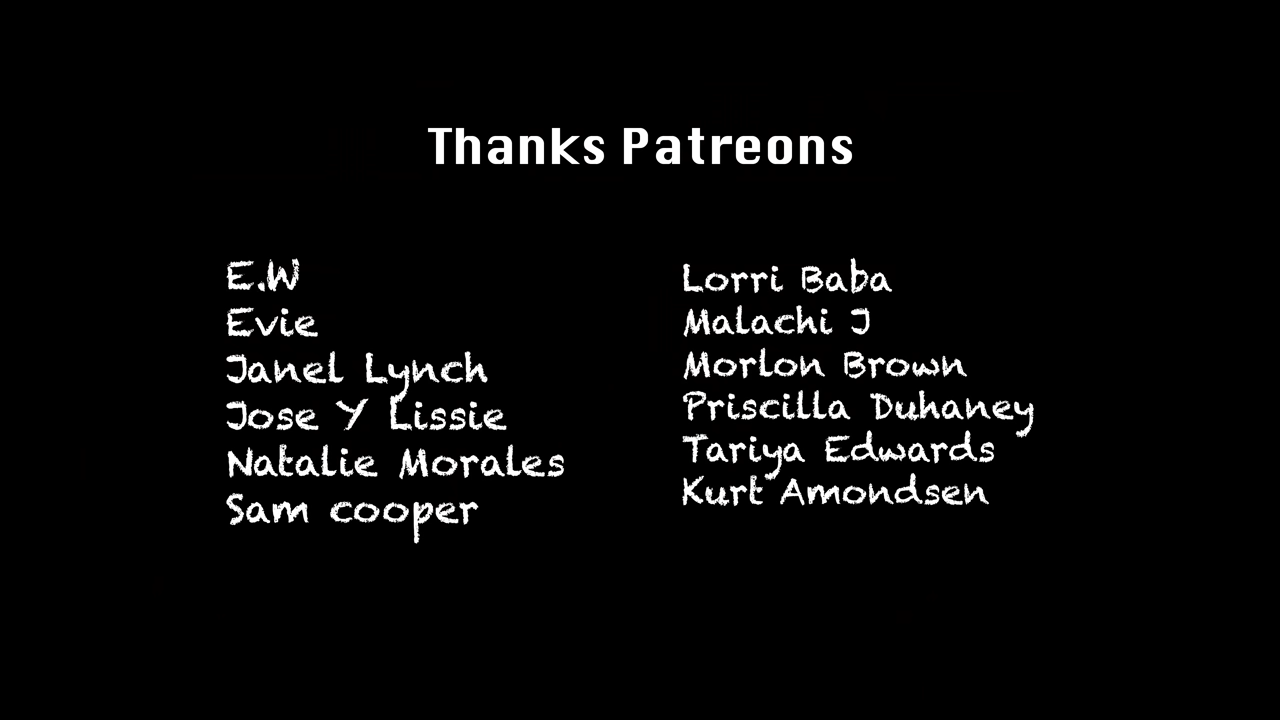 Thanks Patreons
E.W
Evie
Janel Lynch
Jose Y Lissie
Natalie Morales
Sam cooper
Lorri Baba
Malachi J
Morlon Brown
Priscilla Duhaney
Tariya Edwards
Kurt Amondsen